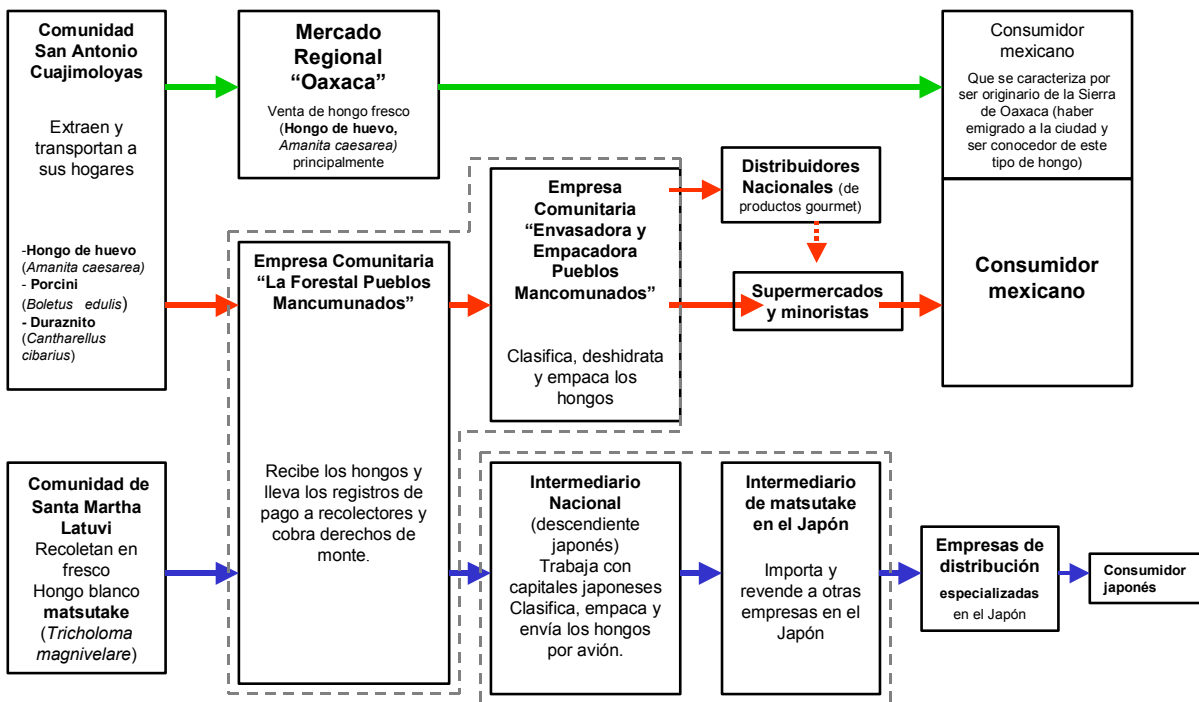 Comunidad
San Antonio
Cuajimoloyas
Extraen y
transportan a
sus hogares
-Hongo de huevo
(Amanita caesarea)
- Porcini
(Boletus edulis)
- Duraznito
(Cantharellus
cibarius)
Mercado
Regional
“Oaxaca”
Venta de hongo fresco
(Hongo de huevo,
Amanita caesarea)
principalmente
Consumidor
mexicano
Que se caracteriza por
ser originario de la Sierra
de Oaxaca (haber
emigrado a la ciudad y
ser conocedor de este
tipo de hongo)
Empresa Comunitaria
“La Forestal Pueblos
Mancumunados”
Recibe los hongos y
lleva los registros de
pago a recolectores y
cobra derechos de
monte.
Empresa
Comunitaria
“Envasadora y
Empacadora
Pueblos
Mancomunados”
Clasifica, deshidrata
y empaca los
hongos
Distribuidores
Nacionales (de
productos gourmet)
Supermercados
y minoristas
Consumidor
mexicano
Comunidad de
Santa Martha
Latuvi
Recoletan en
fresco
Hongo blanco
matsutake
(Tricholoma
magnivelare)
Intermediario
Nacional
(descendiente
japonés)
Trabaja con
capitales japoneses
Clasifica, empaca y
envía los hongos
por avión.
Intermediario
de matsutake
en el Japón
Importa y
revende a otras
empresas en el
Japón
Empresas de
distribución
especializadas
en el Japón
Consumidor
japonés